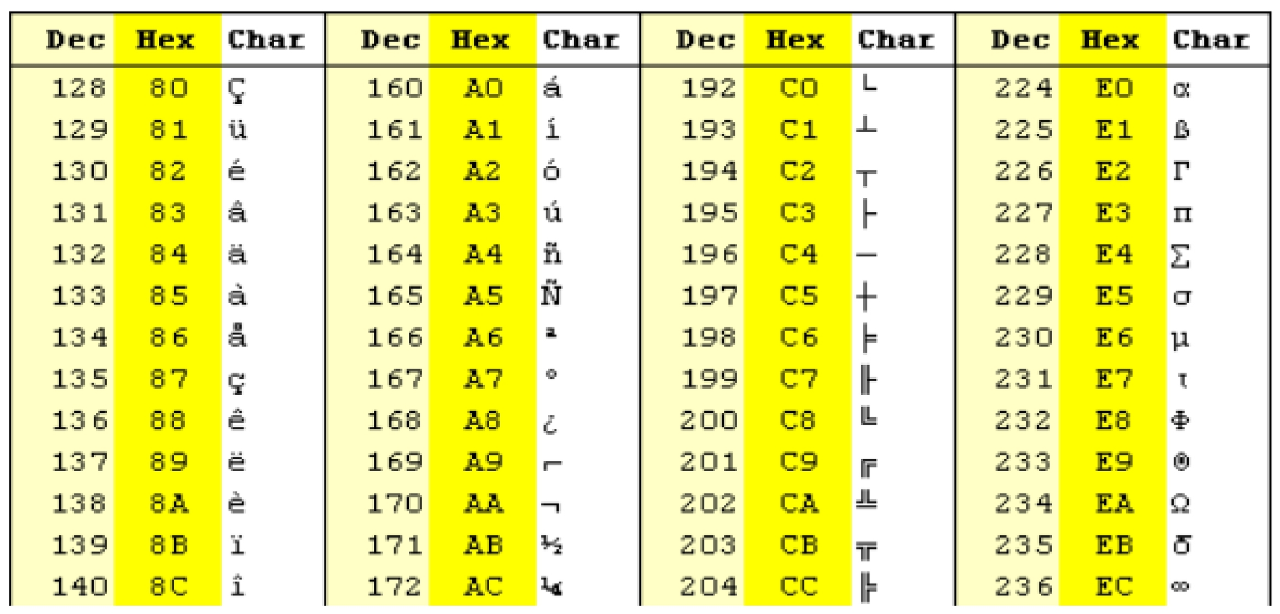 Dec Hex Char Dec Hex Char Dec Hex Char Dec Hex Char
128 80 Ç 160 A0 á 192 C0 └ 224 E0 α
129 81 ü 161 A1 í 193 C1 ┴ 225 E1 ß
130 82 é 162 A2 ó 194 C2 ┬ 226 E2 Γ
131 83 â 163 A3 ú 195 C3 ├ 227 E3 π
132 84 ä 164 A4 ñ 196 C4 ─ 228 E4 Σ
133 85 à 165 A5 Ñ 197 C5 ┼ 229 E5 σ
134 86 å 166 A6 ª 198 C6 ╞ 230 E6 µ
135 87 ç 167 A7 º 199 C7 ╟ 231 E7 τ
136 88 ê 168 A8 ¿ 200 C8 ╚ 232 E8 Φ
137 89 ë 169 A9 ⌐ 201 C9 ╔ 233 E9 Θ
138 8A è 170 AA ¬ 202 CA ╩ 234 EA Ω
139 8B ï 171 AB ½ 203 CB ╦ 235 EB δ
140 8C î 172 AC ¼ 204 CC ╠ 236 EC ∞